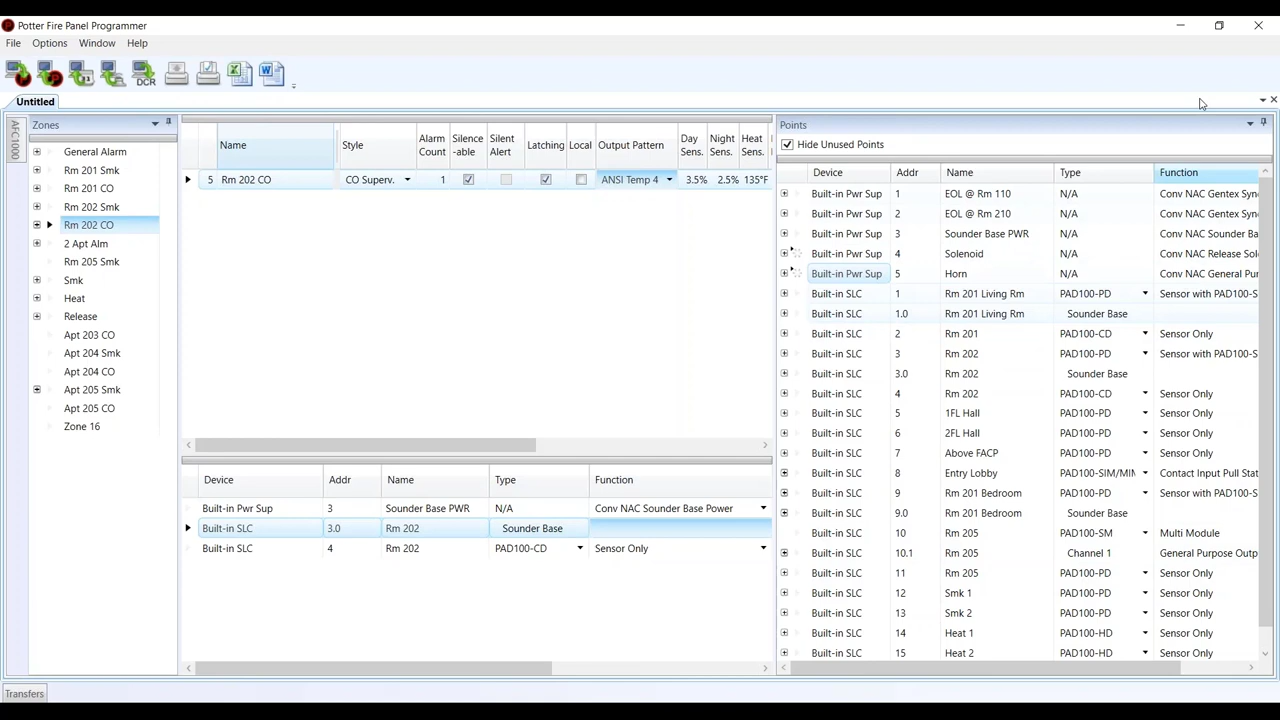 Potter Fire Panel Programmer
File Options Window Help
DCR
Untitled
AFC1000
Zones
General Alarm
Rm 201 Smk
Rm 201 CO
Rm 202 Smk
Rm 202 CO
2 Apt Alm
Rm 205 Smk
Smk
Heat
Release
Apt 203 CO
Apt 204 Smk
Apt 204 CO
Apt 205 Smk
Apt 205 CO
Zone 16
Name Style Alarm Count Silence-able Silent Alert Latching Local Output Pattern Day Sens. Night Sens. Heat Sens.
5 Rm 202 CO CO Superv. 1 ANSI Temp 4 3.5% 2.5% 135°F
Device Addr Name Type Function
Built-in Pwr Sup 3 Sounder Base PWR N/A Conv NAC Sounder Base Power
Built-in SLC 3.0 Rm 202 Sounder Base
Built-in SLC 4 Rm 202 PAD100-CD Sensor Only
Points
Hide Unused Points
Device Addr Name Type Function
Built-in Pwr Sup 1 EOL @ Rm 110 N/A Conv NAC Gentex Syn
Built-in Pwr Sup 2 EOL @ Rm 210 N/A Conv NAC Gentex Syn
Built-in Pwr Sup 3 Sounder Base PWR N/A Conv NAC Sounder Ba
Built-in Pwr Sup 4 Solenoid N/A Conv NAC Release Sol
Built-in Pwr Sup 5 Horn N/A Conv NAC General Pur
Built-in SLC 1 Rm 201 Living Rm PAD100-PD Sensor with PAD100-S
Built-in SLC 1.0 Rm 201 Living Rm Sounder Base
Built-in SLC 2 Rm 201 PAD100-CD Sensor Only
Built-in SLC 3 Rm 202 PAD100-PD Sensor with PAD100-S
Built-in SLC 3.0 Rm 202 Sounder Base
Built-in SLC 4 Rm 202 PAD100-CD Sensor Only
Built-in SLC 5 1FL Hall PAD100-PD Sensor Only
Built-in SLC 6 2FL Hall PAD100-PD Sensor Only
Built-in SLC 7 Above FACP PAD100-PD Sensor Only
Built-in SLC 8 Entry Lobby PAD100-SIM/MIM Contact Input Pull Stat
Built-in SLC 9 Rm 201 Bedroom PAD100-PD Sensor with PAD100-S
Built-in SLC 9.0 Rm 201 Bedroom Sounder Base
Built-in SLC 10 Rm 205 PAD100-SM Multi Module
Built-in SLC 10.1 Rm 205 Channel 1 General Purpose Outp
Built-in SLC 11 Rm 205 PAD100-PD Sensor Only
Built-in SLC 12 Smk 1 PAD100-PD Sensor Only
Built-in SLC 13 Smk 2 PAD100-PD Sensor Only
Built-in SLC 14 Heat 1 PAD100-HD Sensor Only
Built-in SLC 15 Heat 2 PAD100-HD Sensor Only
Transfers